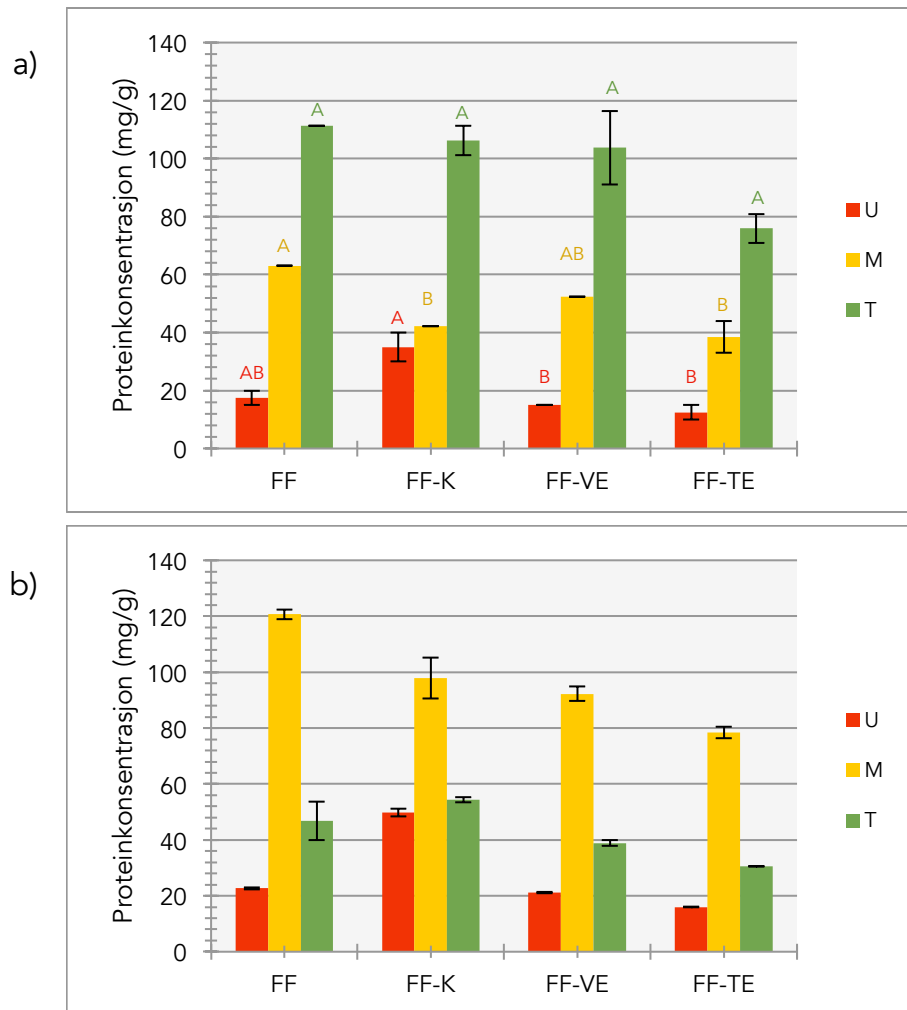 a)
Proteinkonsentrasjon (mg/g)
140
120
100
80
60
40
20
0
AB
A
A
A
B
A
B
AB
A
B
B
A
FF
FF-K
FF-VE
FF-TE
U
M
T
b)
Proteinkonsentrasjon (mg/g)
140
120
100
80
60
40
20
0
FF
FF-K
FF-VE
FF-TE
U
M
T